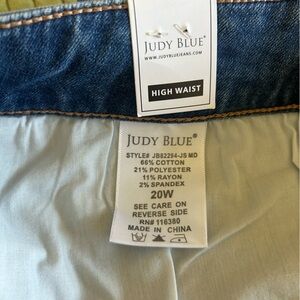 JUDY BLUE®
WWW.JUDYBLUEJEANS.COM
HIGH WAIST
JUDY BLUE®
STYLE# JB82294-JS MD
66% COTTON
21% POLYESTER
11% RAYON
2% SPANDEX
20W
SEE CARE ON
REVERSE SIDE
RN# 116380
MADE IN CHINA